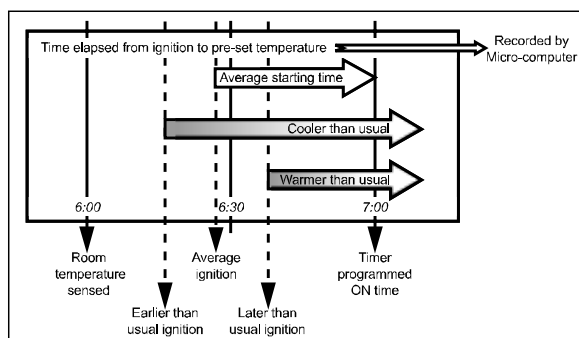 Time elapsed from ignition to pre-set temperature
Recorded by
Micro-computer
Average starting time
Cooler than usual
Warmer than usual
6:00
6:30
7:00
Room
temperature
sensed
Average
ignition
Timer
programmed
ON time
Earlier than
usual ignition
Later than
usual ignition